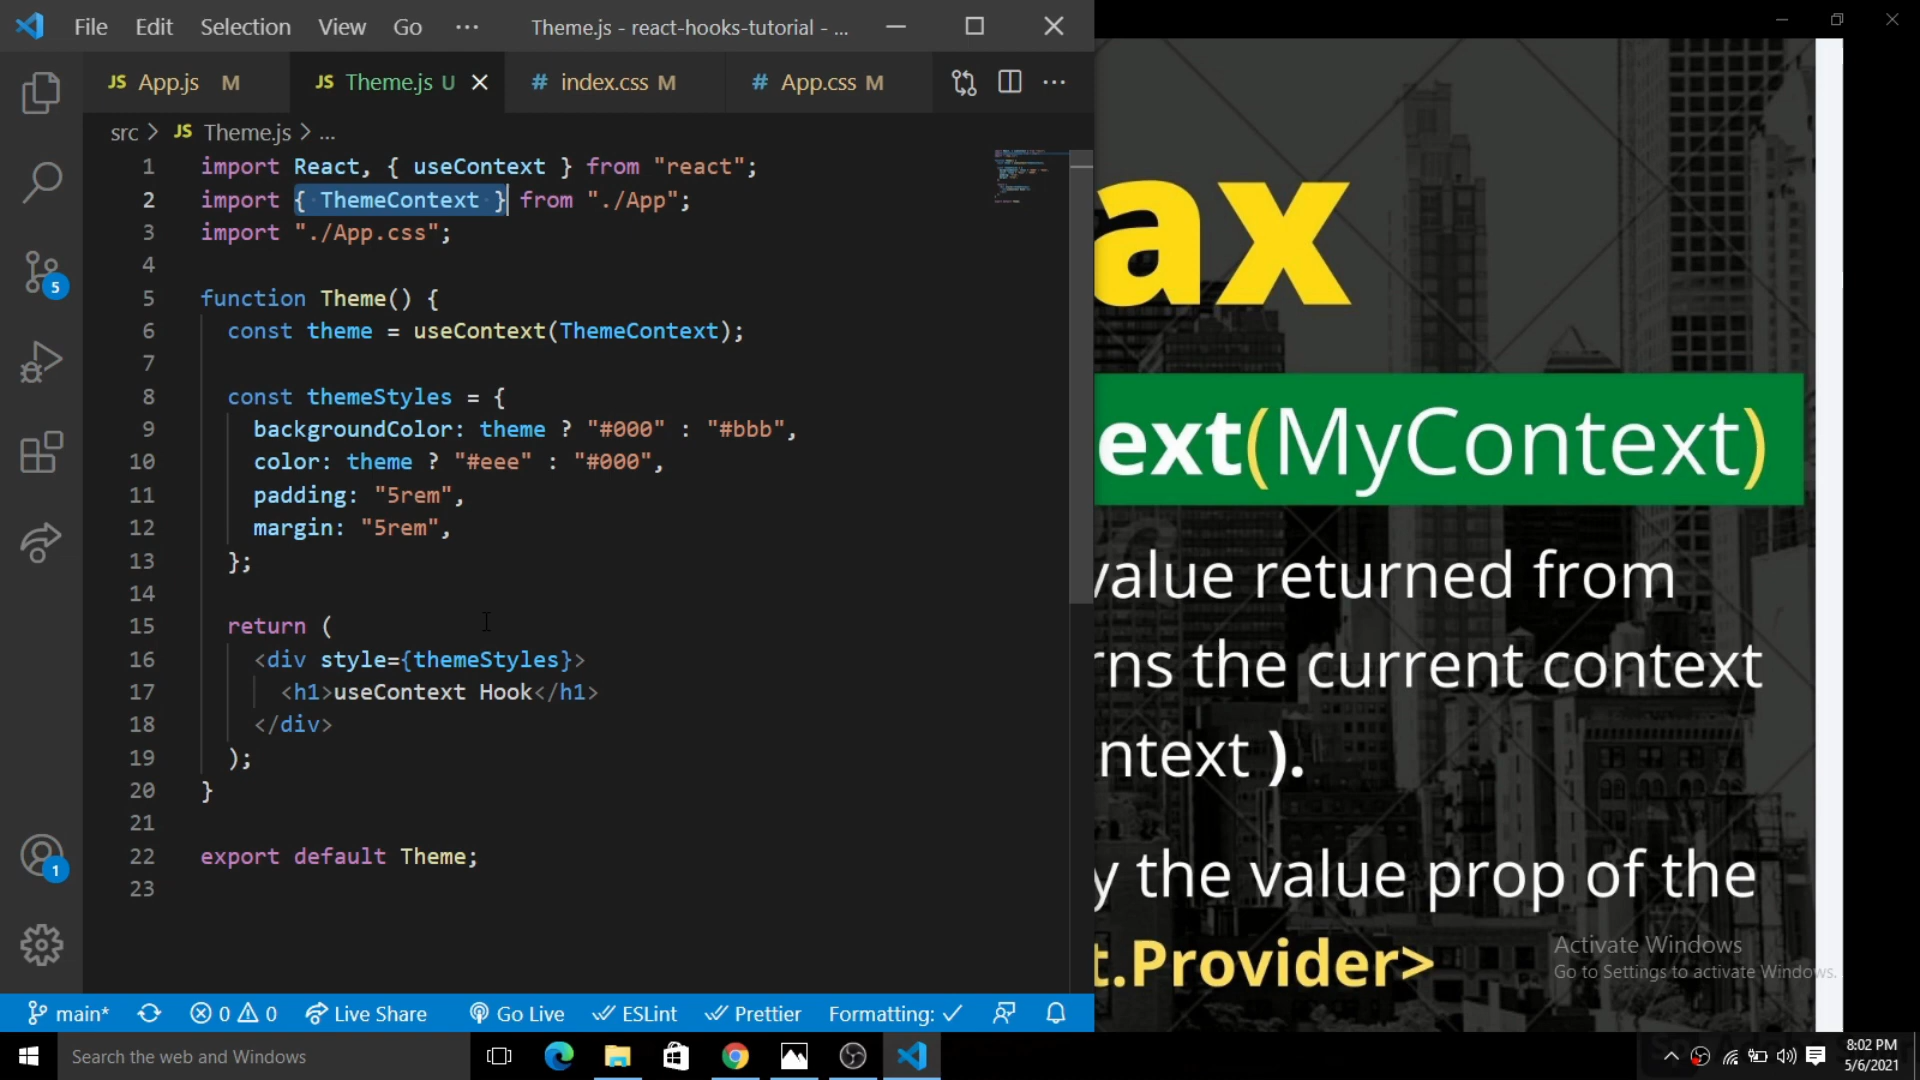 File Edit Selection View Go ··· Theme.js - react-hooks-tutorial - ...
JS App.js M JS Theme.js U # index.css M # App.css M
src > JS Theme.js > ...
1 import React, { useContext } from "react";
2 import { ThemeContext } from "./App";
3 import "./App.css";
4
5 function Theme() {
6 const theme = useContext(ThemeContext);
7
8 const themeStyles = {
9 backgroundColor: theme ? "#000" : "#bbb",
10 color: theme ? "#eee" : "#000",
11 padding: "5rem",
12 margin: "5rem",
13 };
14
15 return (
16 <div style={themeStyles}>
17 <h1>useContext Hook</h1>
18 </div>
19 );
20 }
21
22 export default Theme;
23
5
1
ax
ext(MyContext)
value returned from
rns the current context
ntext ).
y the value prop of the
t.Provider>
Activate Windows
Go to Settings to activate Windows.
main* 0 0 Live Share Go Live ESLint Prettier Formatting: ✓
Search the web and Windows
8:02 PM
5/6/2021